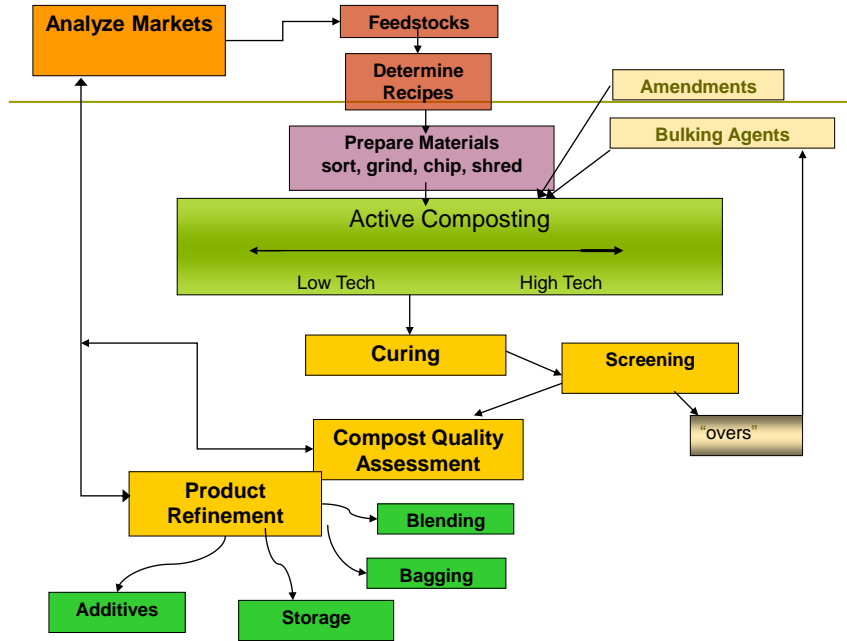 Analyze Markets
Feedstocks
Determine
Recipes
Amendments
Bulking Agents
Prepare Materials
sort, grind, chip, shred
Active Composting
Low Tech
High Tech
Curing
Screening
"overs"
Compost Quality
Assessment
Product
Refinement
Blending
Bagging
Additives
Storage